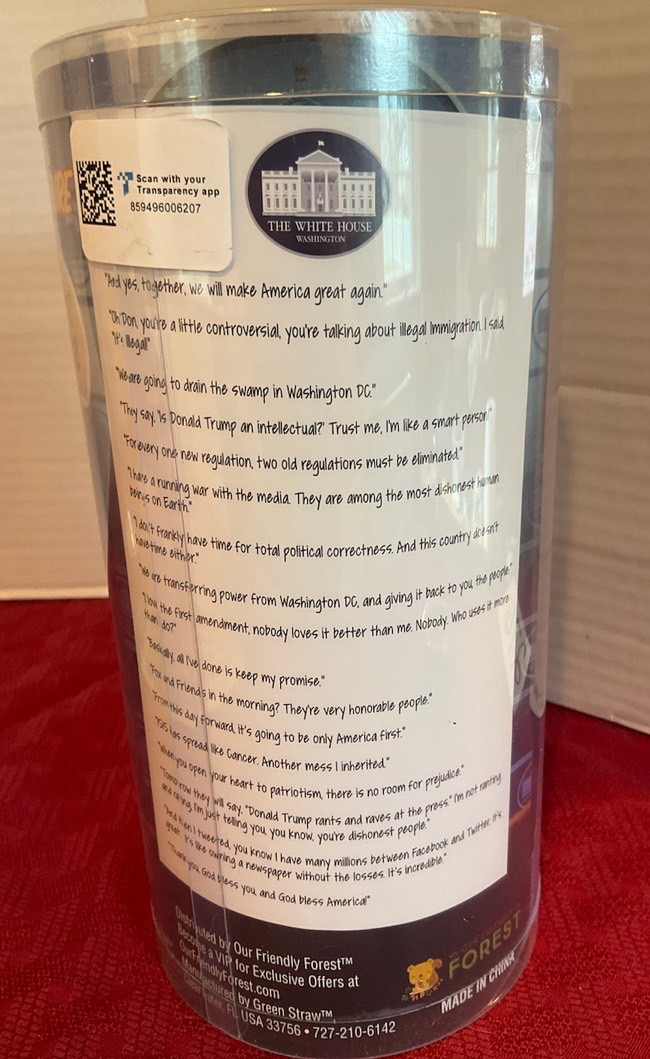 Scan with your
Transparency app
859496006207
THE WHITE HOUSE
WASHINGTON
"And yes, together, we will make America great again."
"Oh Don, you're a little controversial, you're talking about illegal Immigration. I said,
"It's Illegal!"
"We are going to drain the swamp in Washington DC."
"They say, "Is Donald Trump an intellectual?" Trust me, I'm like a smart person."
"For every one new regulation, two old regulations must be eliminated."
"I have a running war with the media. They are among the most dishonest human
beings on Earth."
"I don't frankly have time for total political correctness. And this country doesn't
have time either."
"We are transferring power from Washington DC, and giving it back to you, the people."
"I love the first amendment, nobody loves it better than me. Nobody. Who uses it more
than I do?"
"Basically, all I've done is keep my promise."
"Fox and Friends in the morning? They're very honorable people."
"From this day forward, it's going to be only America first."
"ISIS has spread like Cancer. Another mess I inherited."
"When you open your heart to patriotism, there is no room for prejudice."
"Tomorrow they will say, "Donald Trump rants and raves at the press." I'm not ranting
and raving. I'm just telling you, you know, you're dishonest people."
"And then I tweeted, you know I have many millions between Facebook and Twitter. It's
great. It's like owning a newspaper without the losses. It's incredible."
"Thank you, God bless you, and God bless America!"
Distributed by Our Friendly Forest™
Become a VIP for Exclusive Offers at
OurFriendlyForest.com
Manufactured by Green Straw™
Clearwater, FL USA 33756 • 727-210-6142
FOREST
MADE IN CHINA